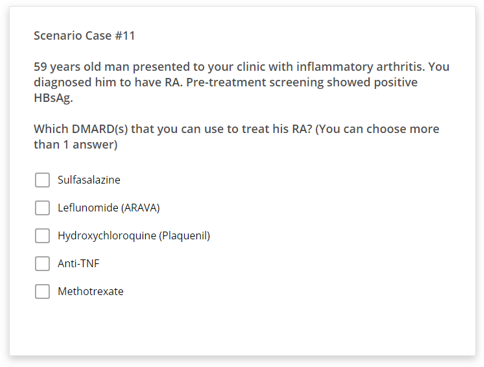 Scenario Case #11
59 years old man presented to your clinic with inflammatory arthritis. You
diagnosed him to have RA. Pre-treatment screening showed positive
HBsAg.
Which DMARD(s) that you can use to treat his RA? (You can choose more
than 1 answer)
Sulfasalazine
Leflunomide (ARAVA)
Hydroxychloroquine (Plaquenil)
Anti-TNF
Methotrexate